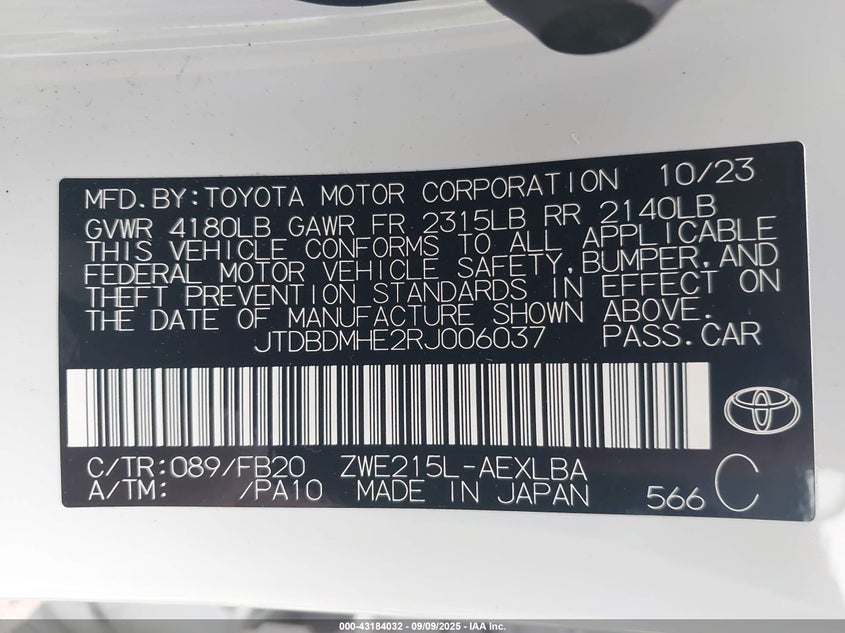 MFD.BY:TOYOTA MOTOR CORPORATION 10/23
GVWR 4180LB GAWR FR 2315LB RR 2140LB
THIS VEHICLE CONFORMS TO ALL APPLICABLE
FEDERAL MOTOR VEHICLE SAFETY,BUMPER,AND
THEFT PREVENTION STANDARDS IN EFFECT ON
THE DATE OF MANUFACTURE SHOWN ABOVE.
JTDBDMHE2RJ006037 PASS.CAR
C/TR:089/FB20 ZWE215L-AEXLBA
A/TM: /PA10 MADE IN JAPAN 566 C
000-43184032 - 09/09/2025 - IAA Inc.